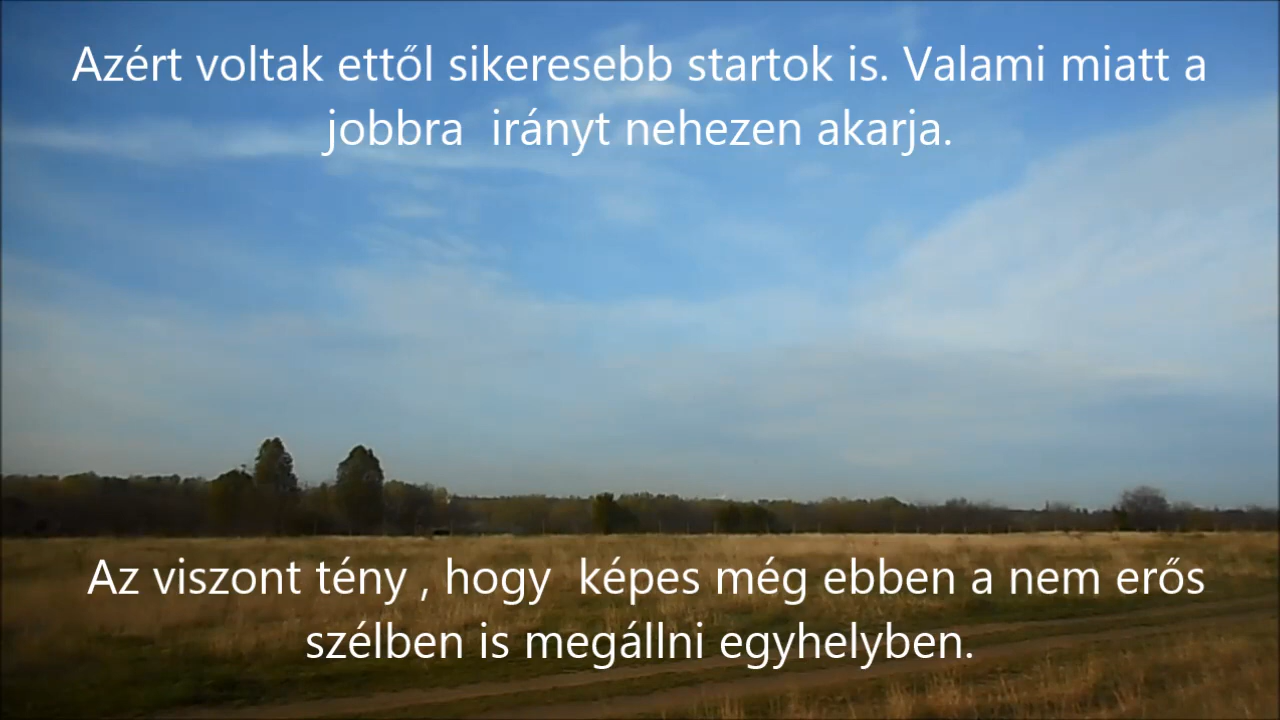 Azért voltak ettől sikeresebb startok is. Valami miatt a
jobbra  irányt nehezen akarja.
Az viszont tény , hogy  képes még ebben a nem erős
szélben is megállni egyhelyben.